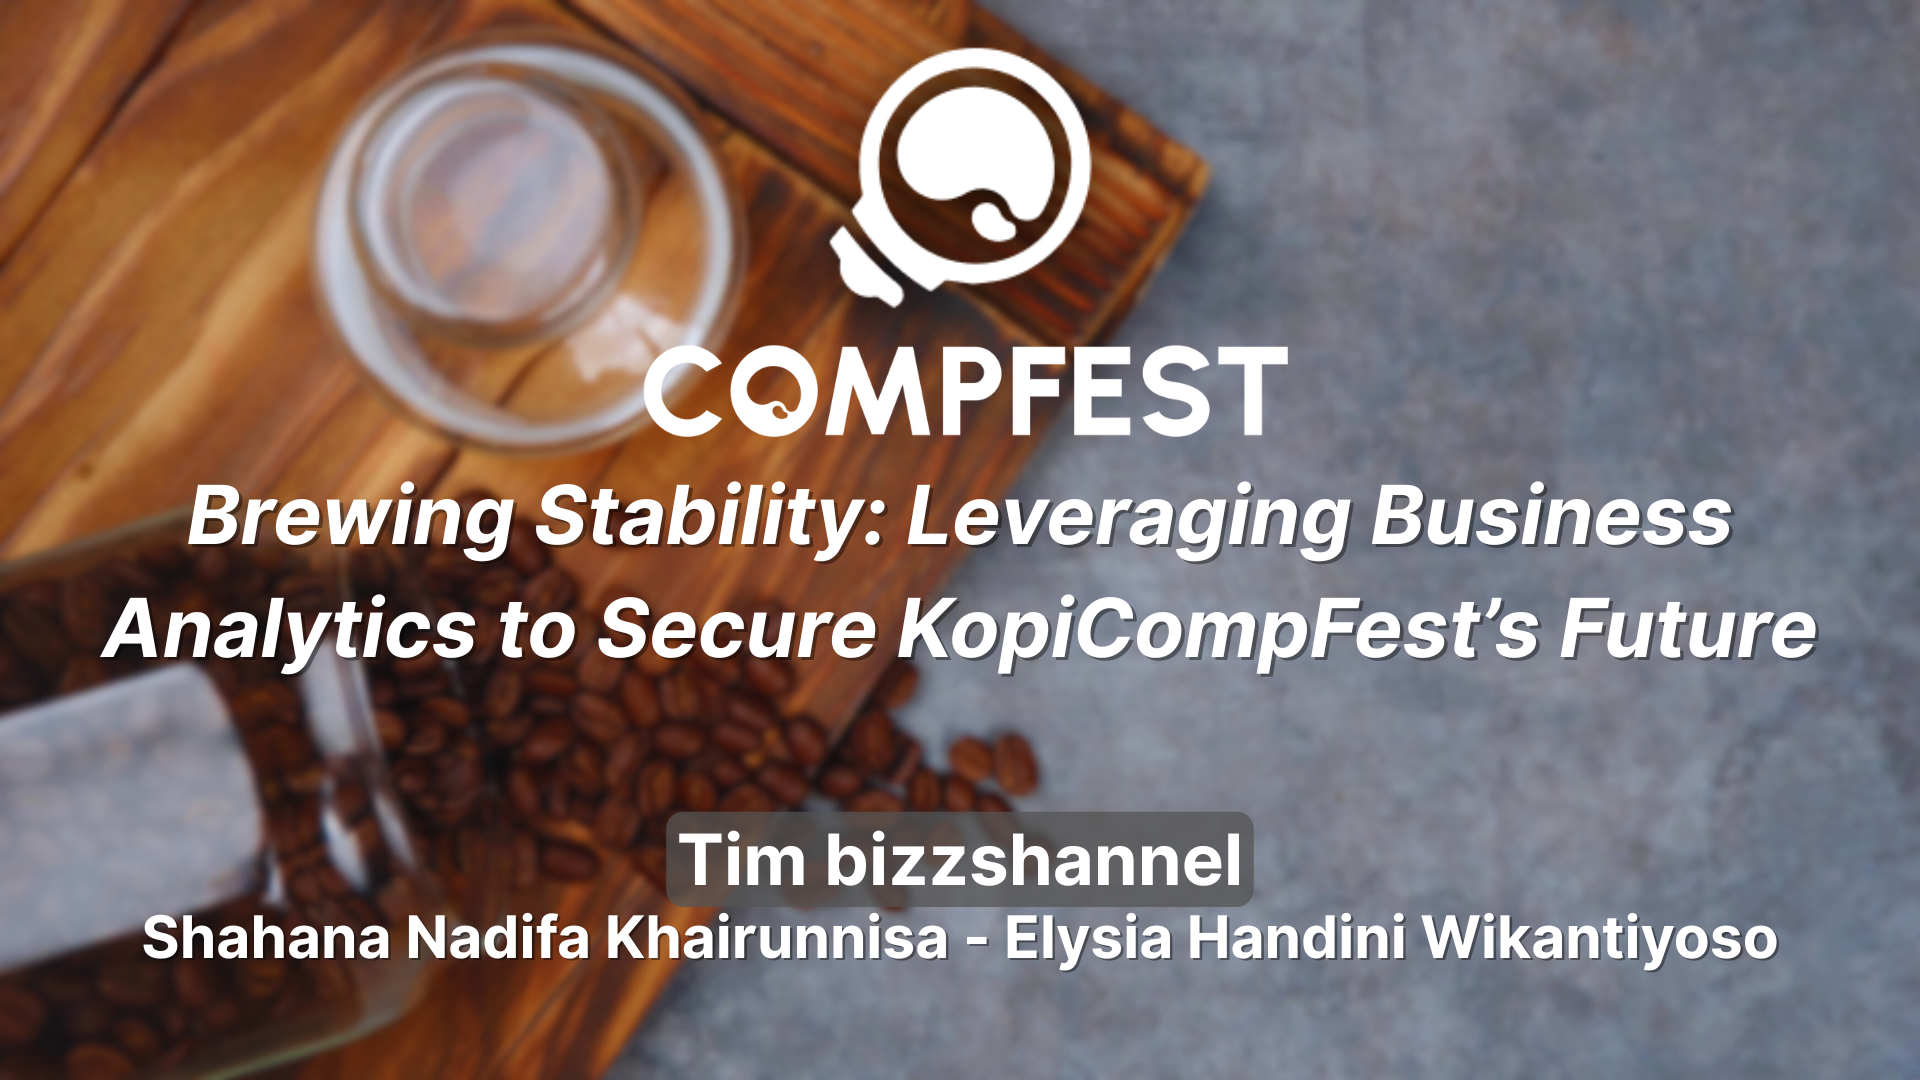 COMPFEST
Brewing Stability: Leveraging Business
Analytics to Secure KopiCompFest’s Future
Tim bizzshannel
Shahana Nadifa Khairunnisa - Elysia Handini Wikantiyoso